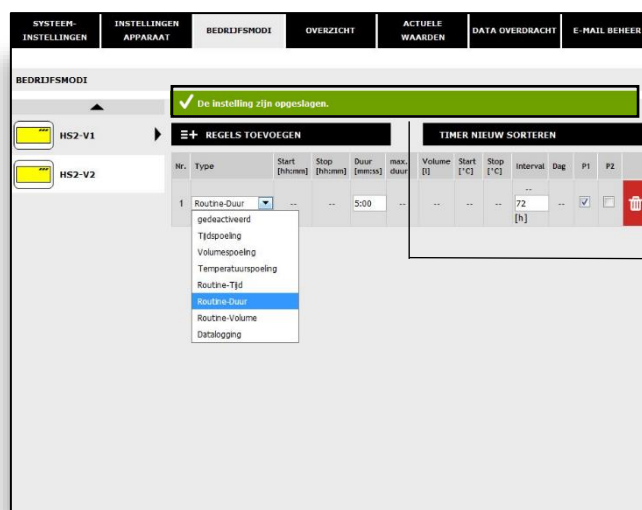 SYSTEEM-
INSTELLINGEN
INSTELLINGEN
APPARAAT
BEDRIJFSMODI
OVERZICHT
ACTUELE
WAARDEN
DATA OVERDRACHT
E-MAIL BEHEER
BEDRIJFSMODI
De instelling zijn opgeslagen.
HS2-V1
HS2-V2
REGELS TOEVOEGEN
TIMER NIEUW SORTEREN
Nr. Type Start [hh:mm] Stop [hh:mm] Duur [mm:ss] max. duur Volume [l] Start [°C] Stop [°C] Interval Dag P1 P2
1 Routine-Duur -- -- 5:00 -- -- -- -- -- 72 [h] --
gedeactiveerd
Tijdspoeling
Volumespoeling
Temperatuurspoeling
Routine-Tijd
Routine-Duur
Routine-Volume
Datalogging